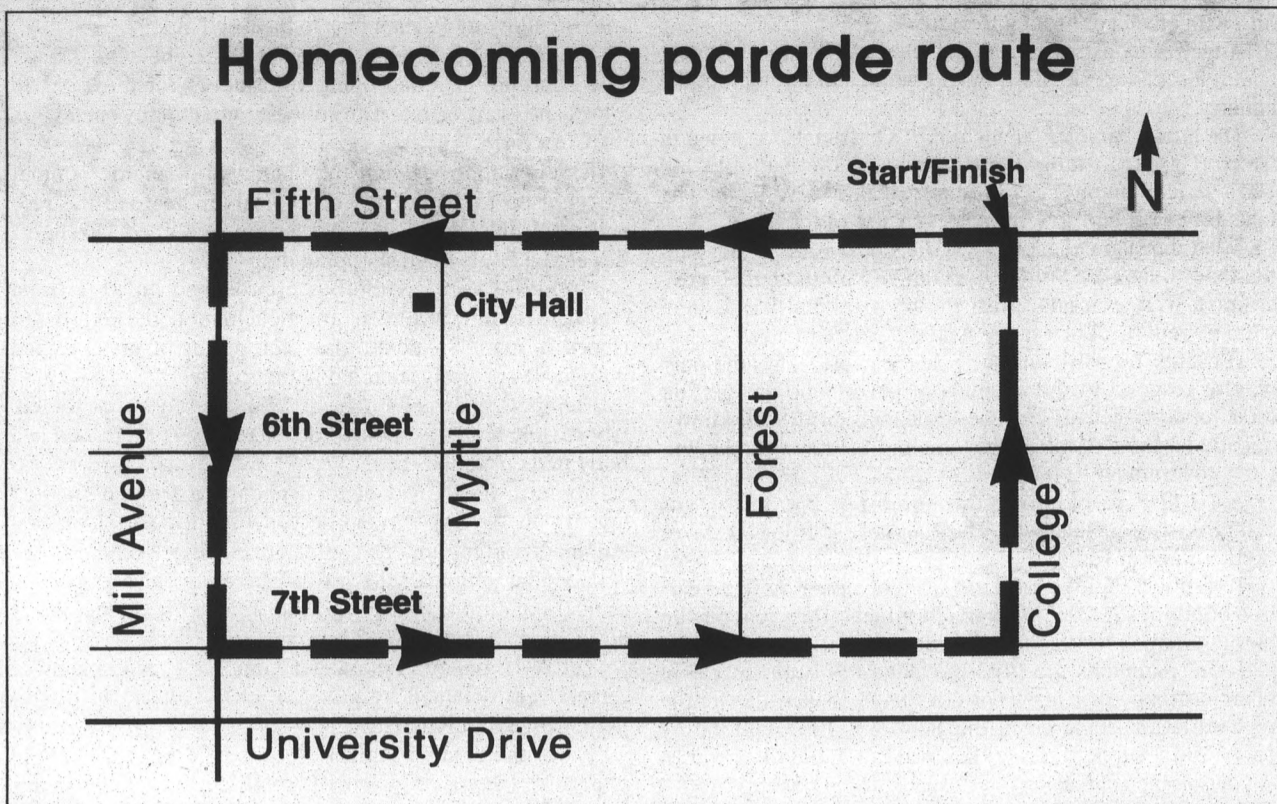 Homecoming parade route
Start/Finish
N
Fifth Street
City Hall
Mill Avenue
6th Street
Myrtle
Forest
College
7th Street
University Drive